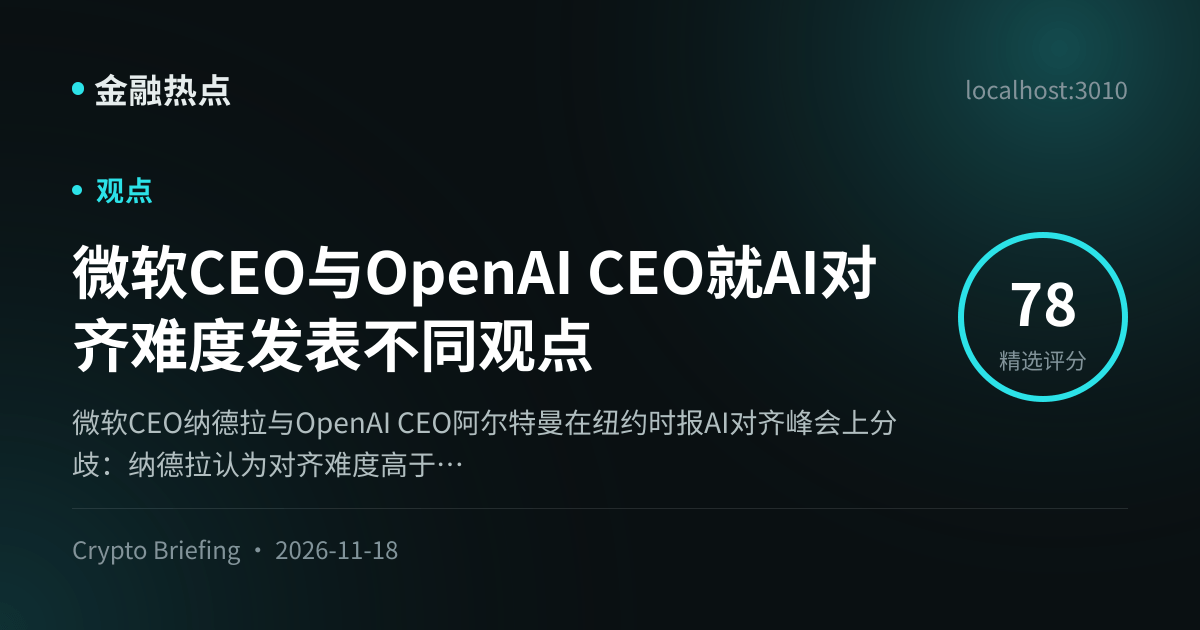 金融热点
localhost:3010
观点
微软CEO与OpenAI CEO就AI对
齐难度发表不同观点
78
精选评分
微软CEO纳德拉与OpenAI CEO阿尔特曼在纽约时报AI对齐峰会上分
歧：纳德拉认为对齐难度高于…
Crypto Briefing · 2026-11-18